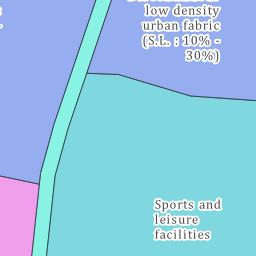 low density
urban fabric
(S.L. : 10% -
30%)
Sports and
leisure
facilities